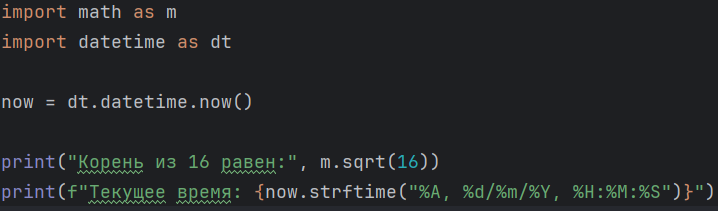 import math as m
import datetime as dt
now = dt.datetime.now()
print("Корень из 16 равен:", m.sqrt(16))
print(f"Текущее время: {now.strftime("%A, %d/%m/%Y, %H:%M:%S")}")